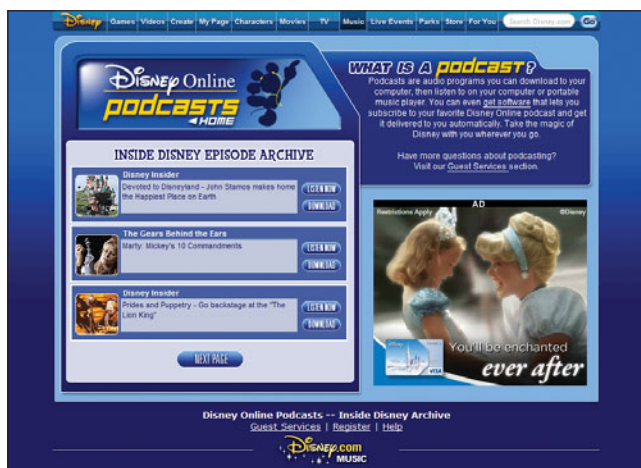 Disney Games Videos Create My Page Characters Movies TV Music Live Events Parks Store For You Search Disney.com Go
Disney Online
PODCASTS
HOME
WHAT IS A PODCAST?
Podcasts are audio programs you can download to your
computer, then listen to on your computer or portable
music player. You can even get software that lets you
subscribe to your favorite Disney Online podcast and get
it delivered to you automatically. Take the magic of
Disney with you wherever you go.
Have more questions about podcasting?
Visit our Guest Services section.
INSIDE DISNEY EPISODE ARCHIVE
Disney Insider
Devoted to Disneyland - John Stamos makes home
the Happiest Place on Earth
LISTEN NOW
DOWNLOAD
The Gears Behind the Ears
Marty: Mickey's 10 Commandments
LISTEN NOW
DOWNLOAD
Disney Insider
Prides and Puppetry - Go backstage at the "The
Lion King"
LISTEN NOW
DOWNLOAD
NEXT PAGE
AD
Restrictions Apply ©Disney
Disney
VISA
You'll be enchanted
ever after
Disney Online Podcasts -- Inside Disney Archive
Guest Services | Register | Help
Disney.com
MUSIC